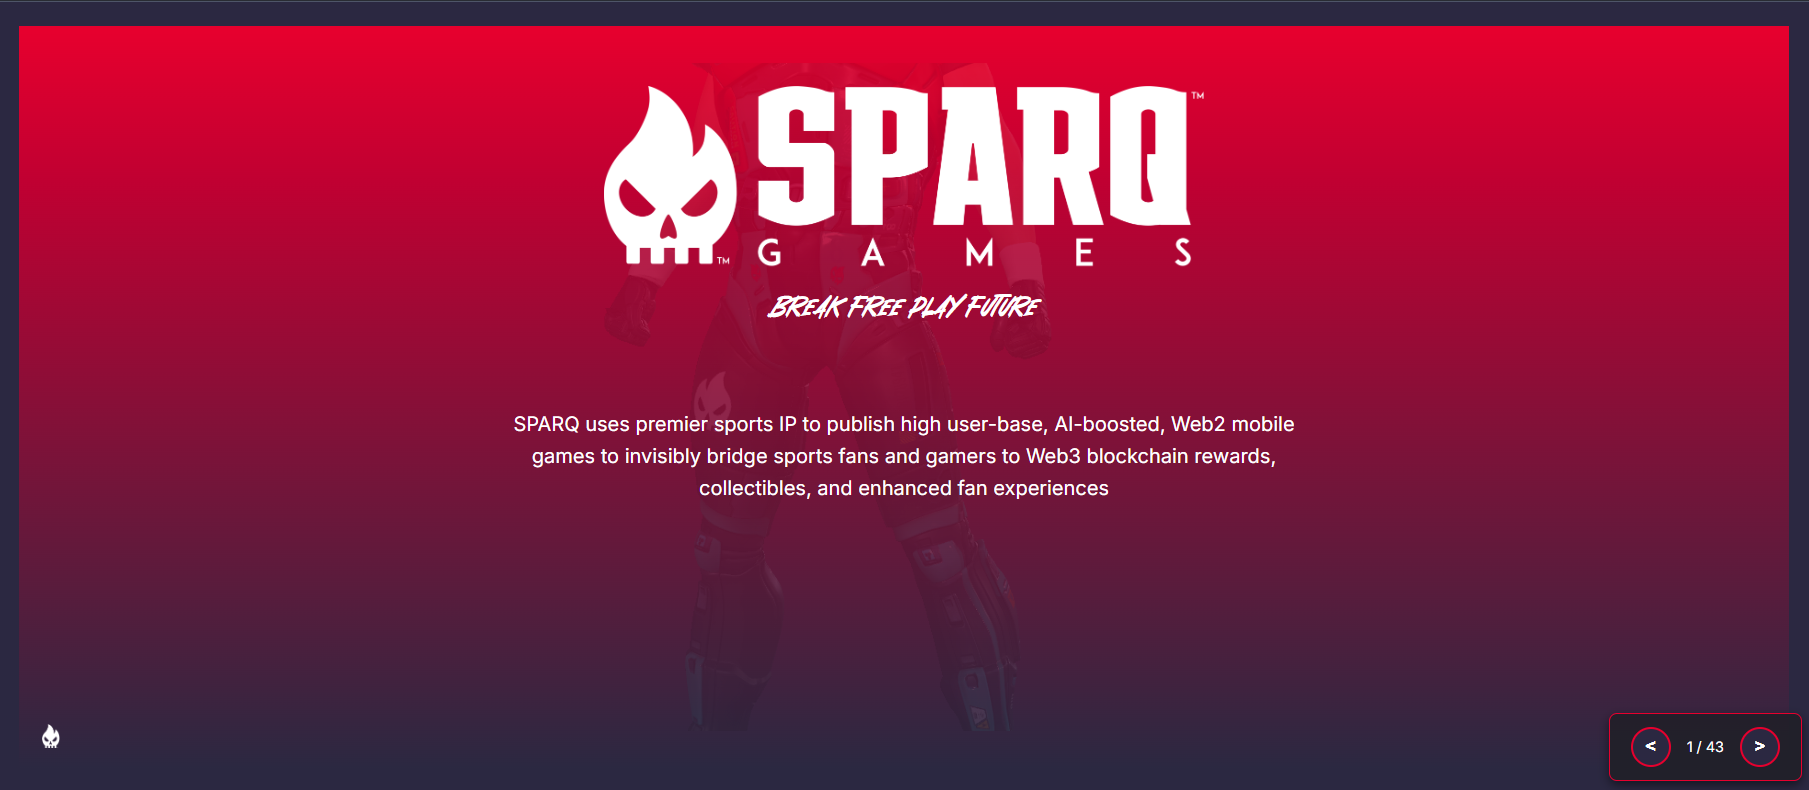 SPARQ™
GAMES
™
BREAK FREE PLAY FUTURE
SPARQ uses premier sports IP to publish high user-base, AI-boosted, Web2 mobile
games to invisibly bridge sports fans and gamers to Web3 blockchain rewards,
collectibles, and enhanced fan experiences
< 1 / 43 >